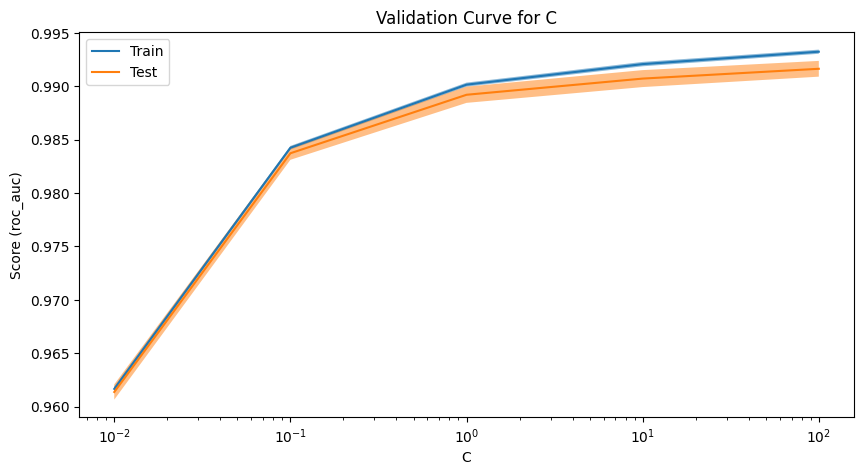 Validation Curve for C
Train
Test
Score (roc_auc)
0.995
0.990
0.985
0.980
0.975
0.970
0.965
0.960
10⁻² 10⁻¹ 10⁰ 10¹ 10²
C